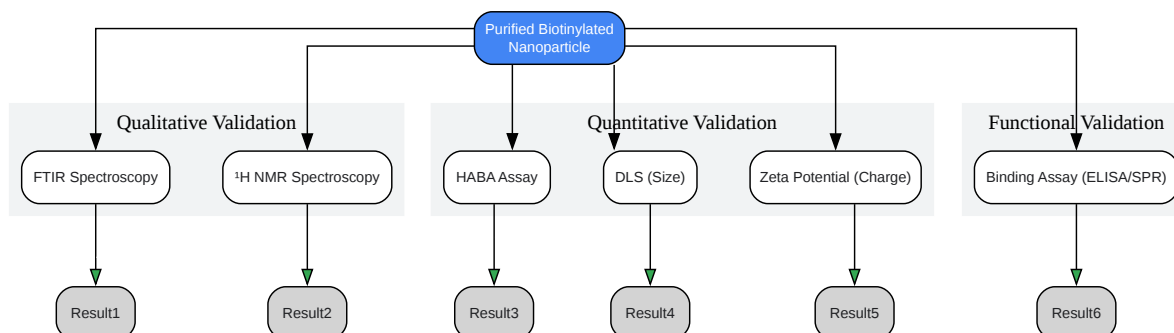 Purified Biotinylated
Nanoparticle
Qualitative Validation
Quantitative Validation
Functional Validation
FTIR Spectroscopy
¹H NMR Spectroscopy
HABA Assay
DLS (Size)
Zeta Potential (Charge)
Binding Assay (ELISA/SPR)
Result1
Result2
Result3
Result4
Result5
Result6